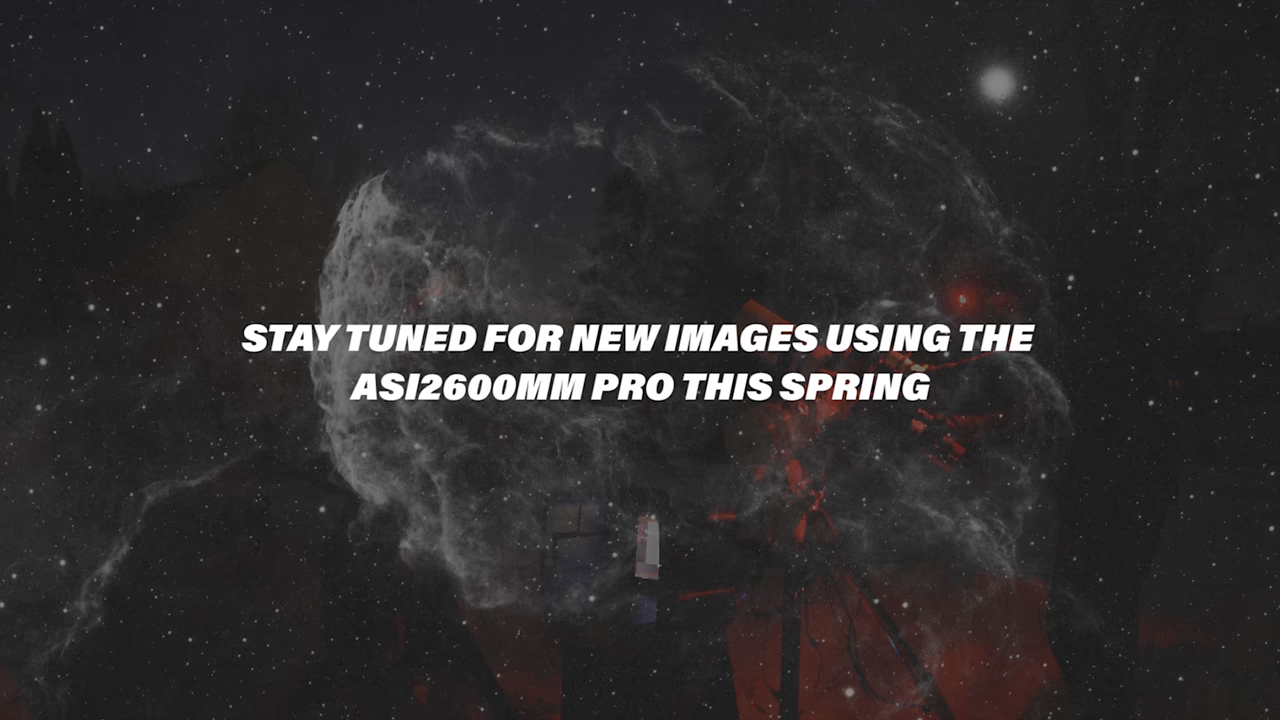 STAY TUNED FOR NEW IMAGES USING THE
ASI2600MM PRO THIS SPRING